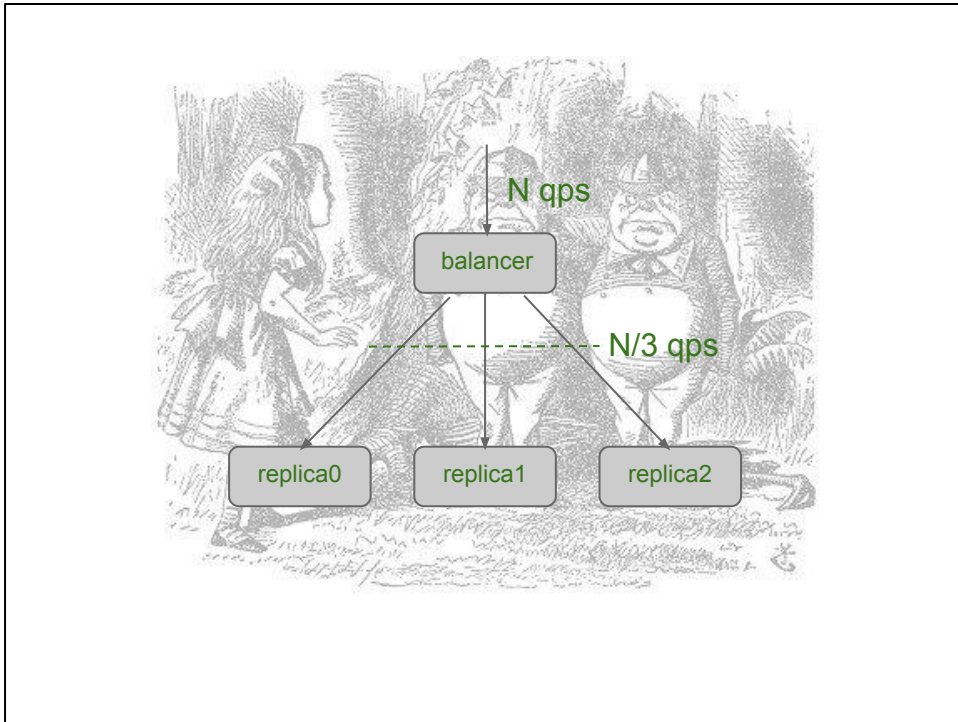 N qps
balancer
N/3 qps
replica0
replica1
replica2